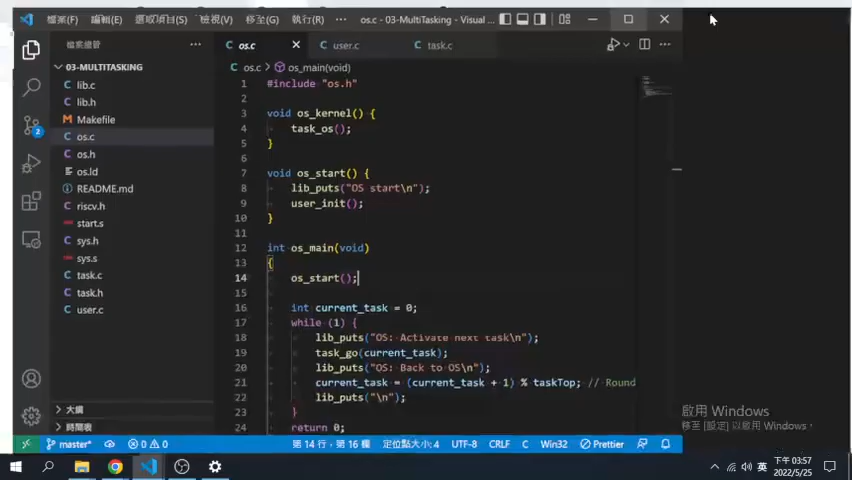 檔案(F) 編輯(E) 選取項目(S) 檢視(V) 移至(G) 執行(R) ··· os.c - 03-MultiTasking - Visual ...
檔案總管 ···
os.c user.c task.c
03-MULTITASKING
lib.c
lib.h
Makefile
os.c
os.h
os.ld
README.md
riscv.h
start.s
sys.h
sys.s
task.c
task.h
user.c
大綱
時間表
2
os.c > os_main(void)
1 #include "os.h"
2
3 void os_kernel() {
4 task_os();
5 }
6
7 void os_start() {
8 lib_puts("OS start\n");
9 user_init();
10 }
11
12 int os_main(void)
13 {
14 os_start();
15
16 int current_task = 0;
17 while (1) {
18 lib_puts("OS: Activate next task\n");
19 task_go(current_task);
20 lib_puts("OS: Back to OS\n");
21 current_task = (current_task + 1) % taskTop; // Round
22 lib_puts("\n");
23 }
24 return 0;
啟用 Windows
移至 [設定] 以啟用 Windows。
master* 0 0 第 14 行，第 16 欄 定位點大小: 4 UTF-8 CRLF C Win32 Prettier
英 下午 03:57
2022/5/25